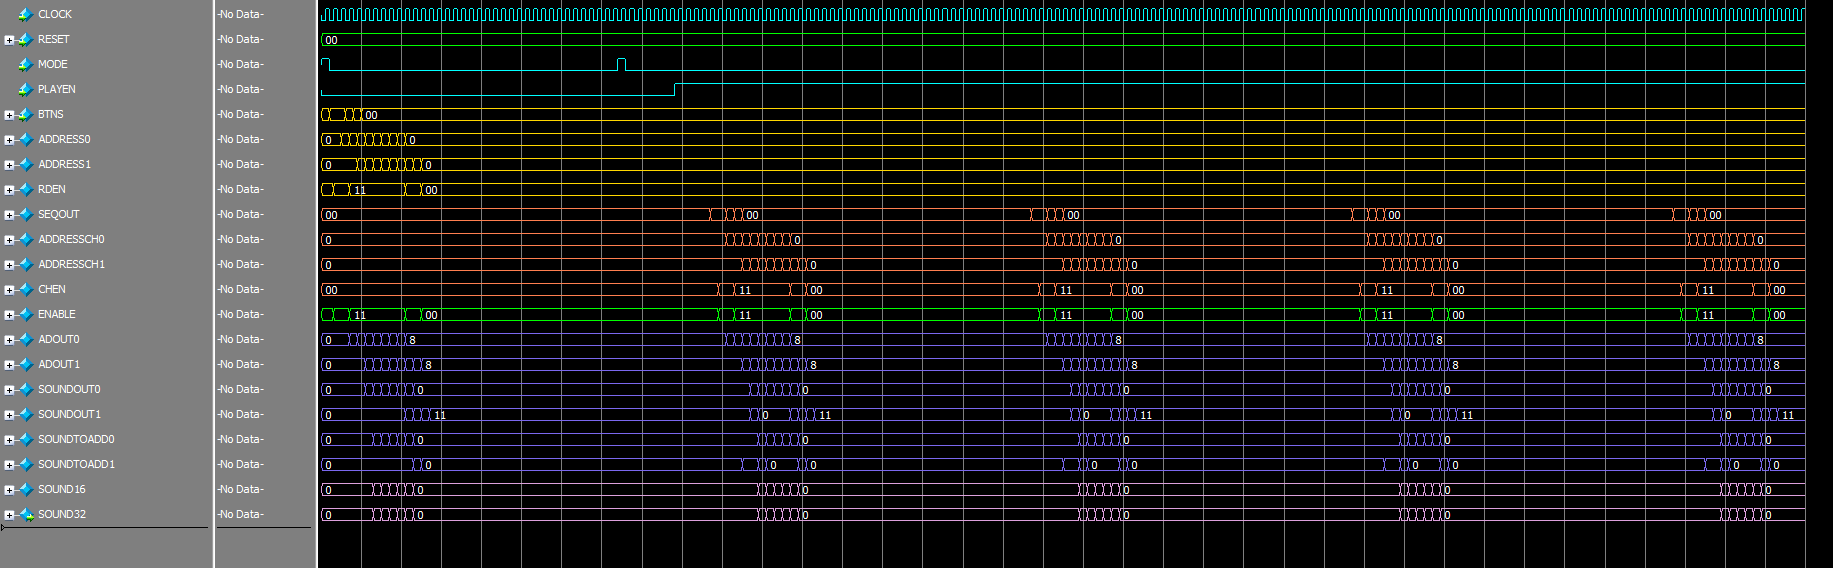 CLOCK -No Data-
RESET -No Data- 00
MODE -No Data-
PLAYEN -No Data-
BTNS -No Data- 00
ADDRESS0 -No Data- 0 0
ADDRESS1 -No Data- 0 0
RDEN -No Data- 11 00
SEQOUT -No Data- 00 00 00 00 00
ADDRESSCH0 -No Data- 0 0 0 0 0
ADDRESSCH1 -No Data- 0 0 0 0 0
CHEN -No Data- 00 11 00 11 00 11 00 11 00
ENABLE -No Data- 11 00 11 00 11 00 11 00 11 00
ADOUT0 -No Data- 0 8 8 8 8 8
ADOUT1 -No Data- 0 8 8 8 8 8
SOUNDOUT0 -No Data- 0 0 0 0 0 0
SOUNDOUT1 -No Data- 0 11 0 11 0 11 0 11 0 11
SOUNDTOADD0 -No Data- 0 0 0 0 0 0
SOUNDTOADD1 -No Data- 0 0 0 0 0 0 0 0 0 0
SOUND16 -No Data- 0 0 0 0 0 0
SOUND32 -No Data- 0 0 0 0 0 0